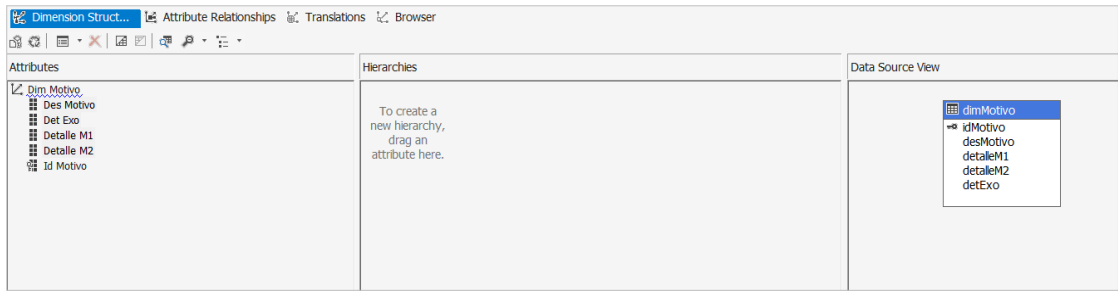 Dimension Struct... Attribute Relationships Translations Browser
Attributes
Hierarchies
Data Source View
Dim Motivo
Des Motivo
Det Exo
Detalle M1
Detalle M2
Id Motivo
To create a
new hierarchy,
drag an
attribute here.
dimMotivo
idMotivo
desMotivo
detalleM1
detalleM2
detExo